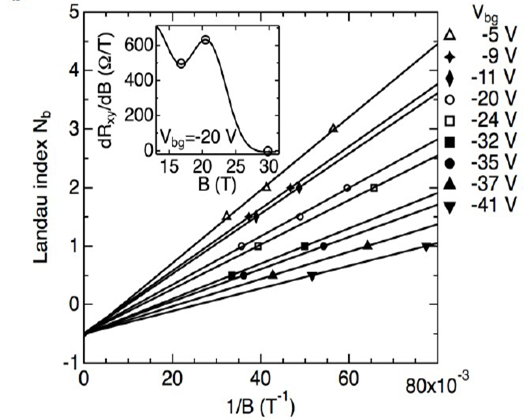 5
4
3
2
1
0
-1
Landau index N_b
0
20
40
60
80x10⁻³
1/B (T⁻¹)
600
400
200
0
dR_xy/dB (Ω/T)
V_bg=-20 V
15
20
25
30
B (T)
V_bg
-5 V
-9 V
-11 V
-20 V
-24 V
-32 V
-35 V
-37 V
-41 V